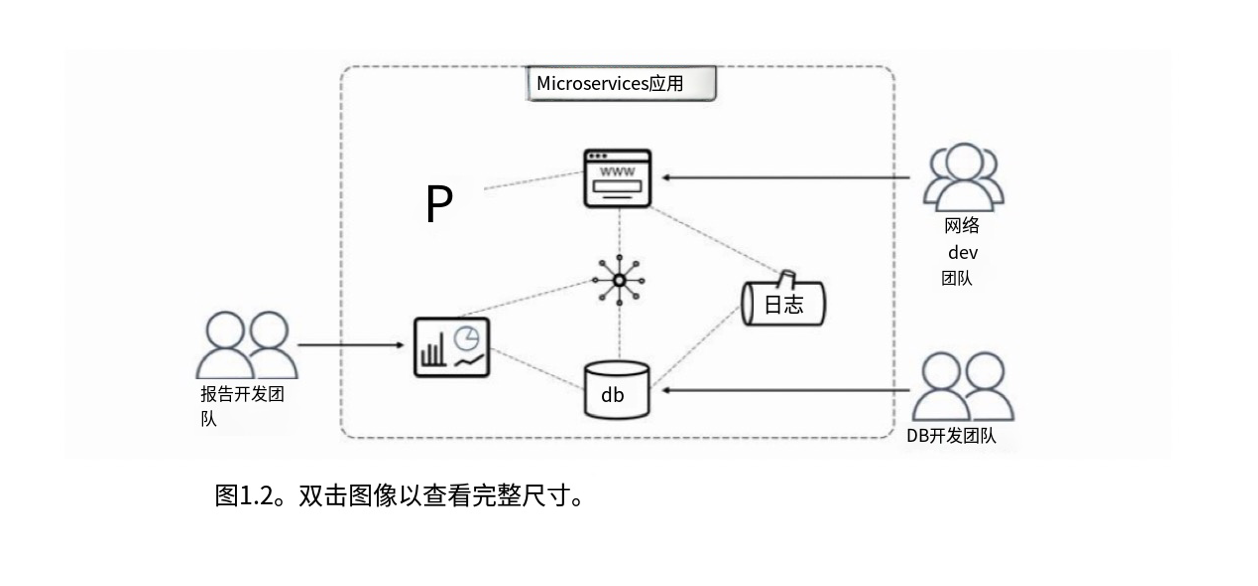 Microservices应用
WWW
P
网络
dev
团队
日志
报告开发团
队
db
DB开发团队
图1.2。双击图像以查看完整尺寸。